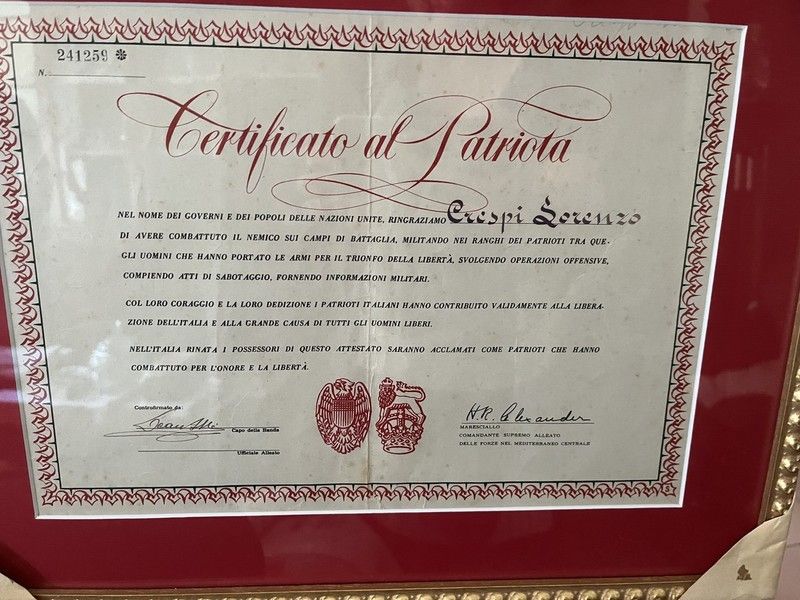 241259 *
N.
Certificato al Patriota
NEL NOME DEI GOVERNI E DEI POPOLI DELLE NAZIONI UNITE, RINGRAZIAMO Crespi Lorenzo
DI AVERE COMBATTUTO IL NEMICO SUI CAMPI DI BATTAGLIA, MILITANDO NEI RANGHI DEI PATRIOTI TRA QUE-
GLI UOMINI CHE HANNO PORTATO LE ARMI PER IL TRIONFO DELLA LIBERTÀ, SVOLGENDO OPERAZIONI OFFENSIVE,
COMPIENDO ATTI DI SABOTAGGIO, FORNENDO INFORMAZIONI MILITARI.
COL LORO CORAGGIO E LA LORO DEDIZIONE I PATRIOTI ITALIANI HANNO CONTRIBUITO VALIDAMENTE ALLA LIBERA-
ZIONE DELL'ITALIA E ALLA GRANDE CAUSA DI TUTTI GLI UOMINI LIBERI.
NELL'ITALIA RINATA I POSSESSORI DI QUESTO ATTESTATO SARANNO ACCLAMATI COME PATRIOTI CHE HANNO
COMBATTUTO PER L'ONORE E LA LIBERTÀ.
Controfirmato da:
Capo della Banda
Ufficiale Alleato
H.R. Alexander
MARESCIALLO
COMANDANTE SUPREMO ALLEATO
DELLE FORZE NEL MEDITERRANEO CENTRALE